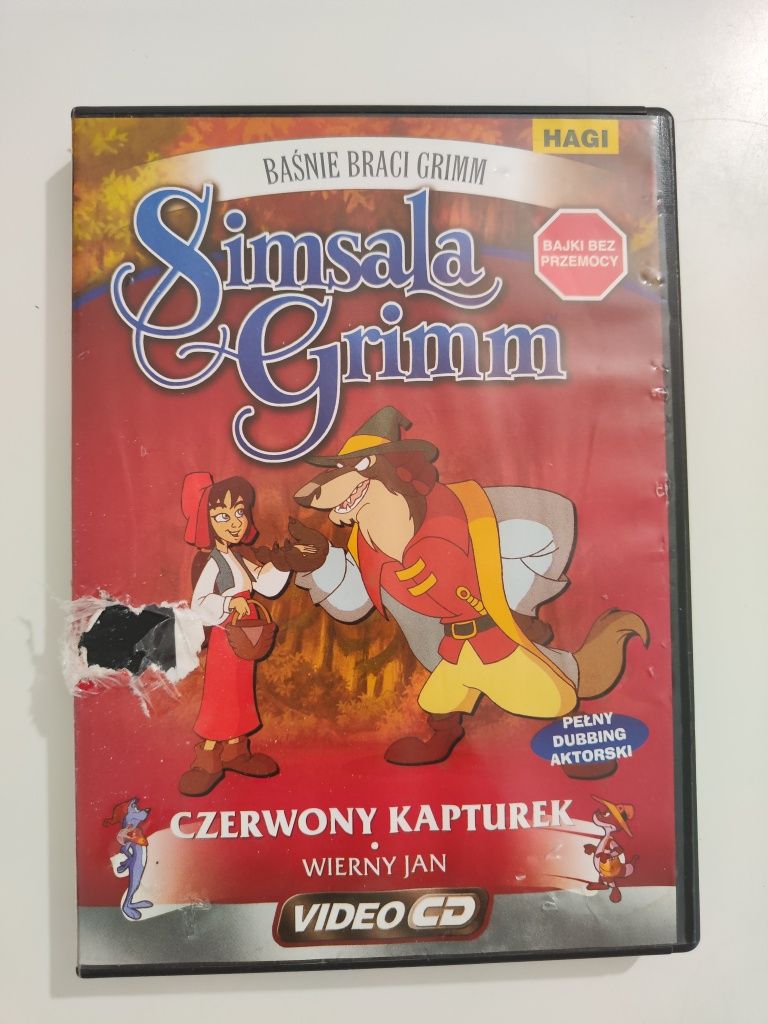 HAGI
BAŚNIE BRACI GRIMM
Simsala
Grimm
BAJKI BEZ
PRZEMOCY
PEŁNY
DUBBING
AKTORSKI
CZERWONY KAPTUREK
•
WIERNY JAN
VIDEO CD